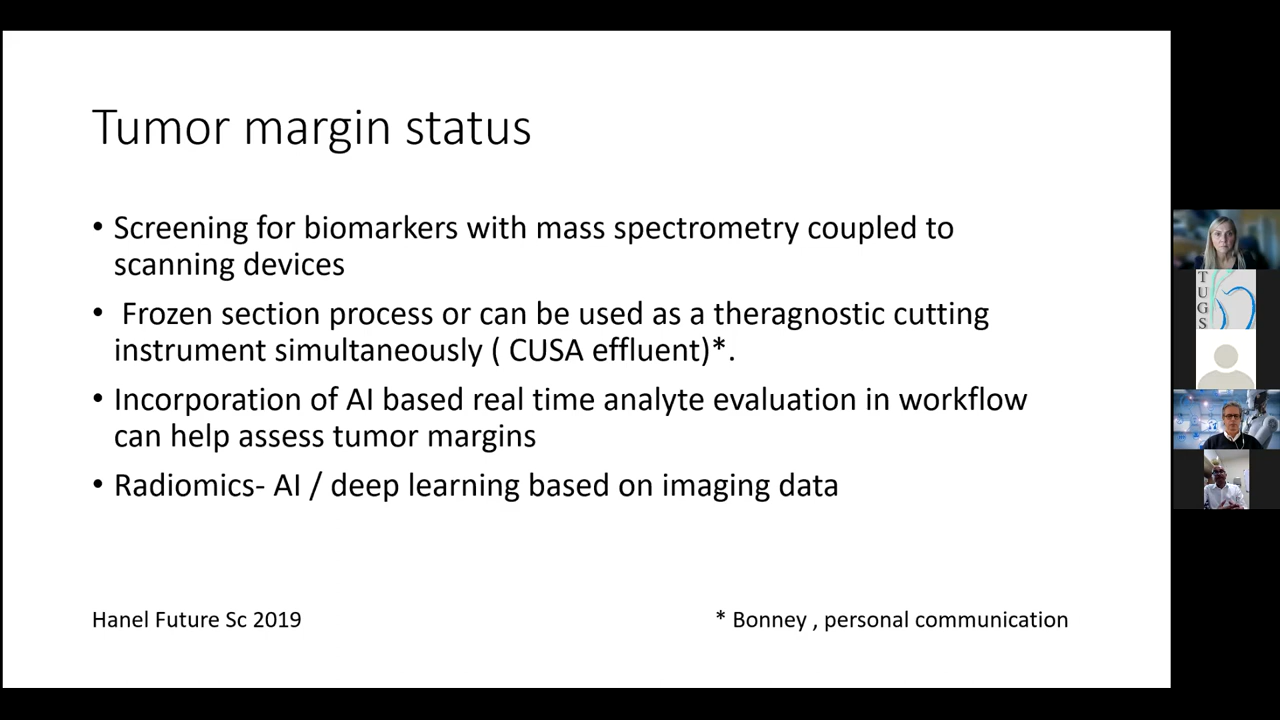 Tumor margin status
• Screening for biomarkers with mass spectrometry coupled to
scanning devices
• Frozen section process or can be used as a theragnostic cutting
instrument simultaneously ( CUSA effluent)*.
• Incorporation of AI based real time analyte evaluation in workflow
can help assess tumor margins
• Radiomics- AI / deep learning based on imaging data
Hanel Future Sc 2019
* Bonney , personal communication
TUGS